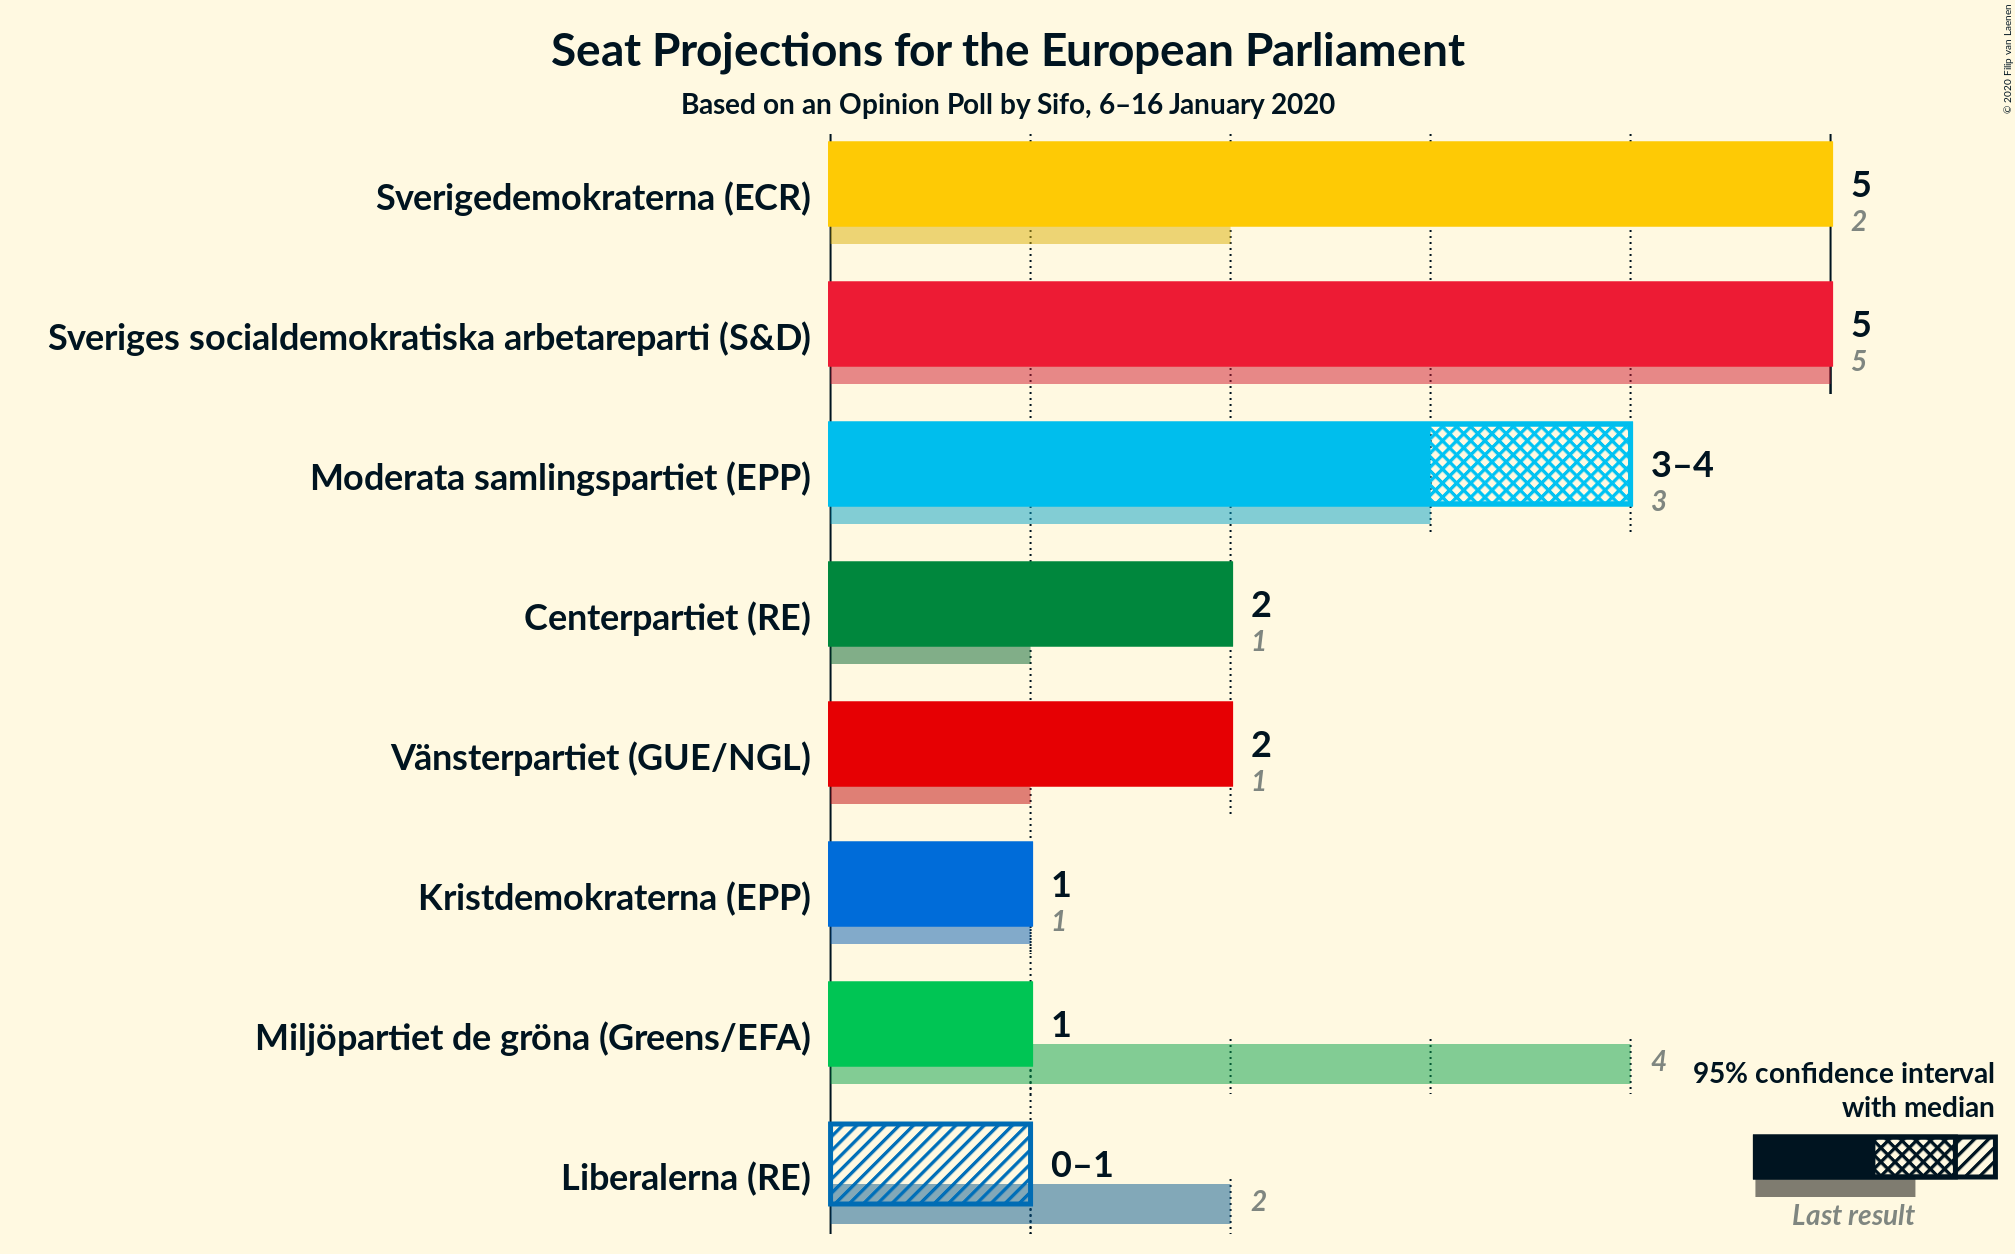 Seat Projections for the European Parliament
Based on an Opinion Poll by Sifo, 6–16 January 2020
© 2020 Filip van Laenen
Sverigedemokraterna (ECR)
5
2
Sveriges socialdemokratiska arbetareparti (S&D)
5
5
Moderata samlingspartiet (EPP)
3–4
3
Centerpartiet (RE)
2
1
Vänsterpartiet (GUE/NGL)
2
1
Kristdemokraterna (EPP)
1
1
Miljöpartiet de gröna (Greens/EFA)
1
4
Liberalerna (RE)
0–1
2
95% confidence interval
with median
Last result